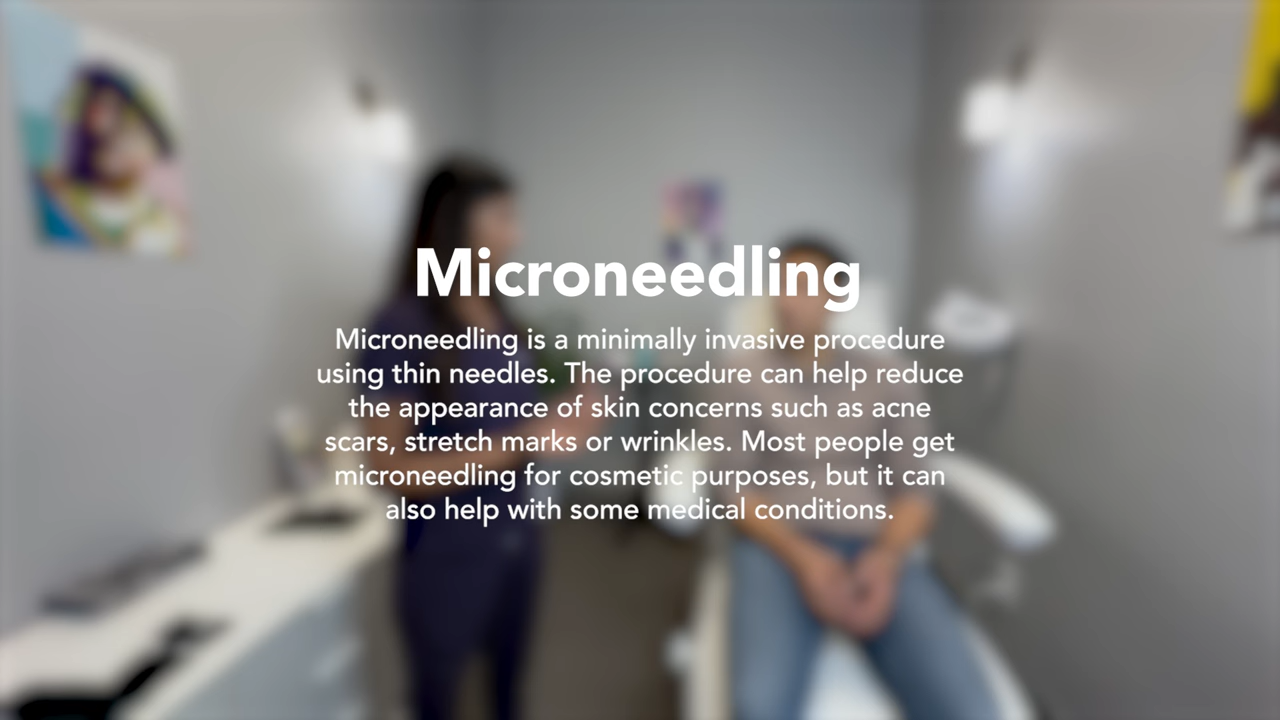 Microneedling
Microneedling is a minimally invasive procedure
using thin needles. The procedure can help reduce
the appearance of skin concerns such as acne
scars, stretch marks or wrinkles. Most people get
microneedling for cosmetic purposes, but it can
also help with some medical conditions.